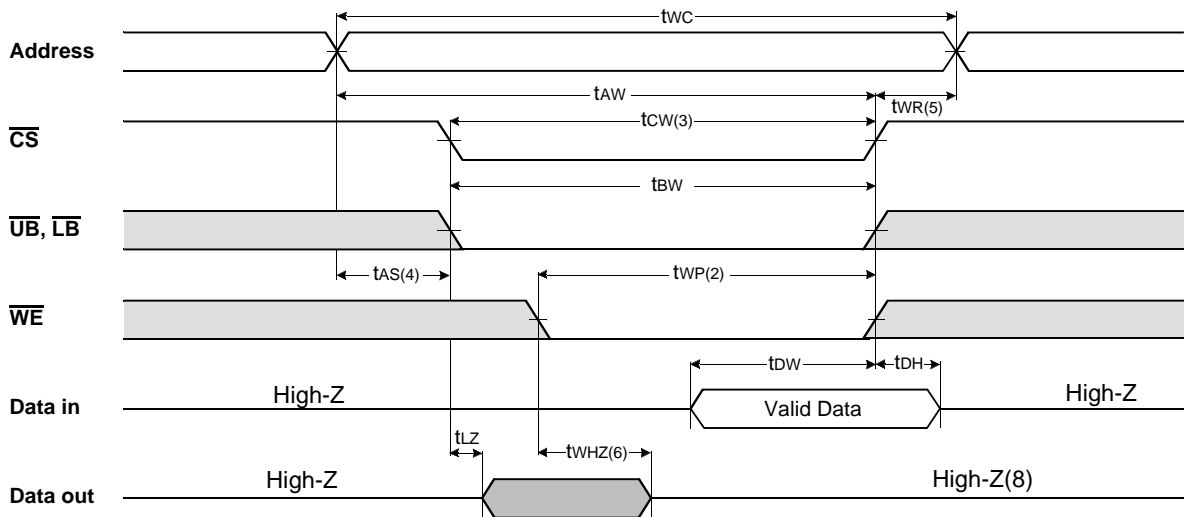 tWC
Address
tAW
tWR(5)
CS
tCW(3)
tBW
UB, LB
tAS(4)
tWP(2)
WE
tDW
tDH
Data in
High-Z
Valid Data
High-Z
tLZ
tWHZ(6)
Data out
High-Z
High-Z(8)